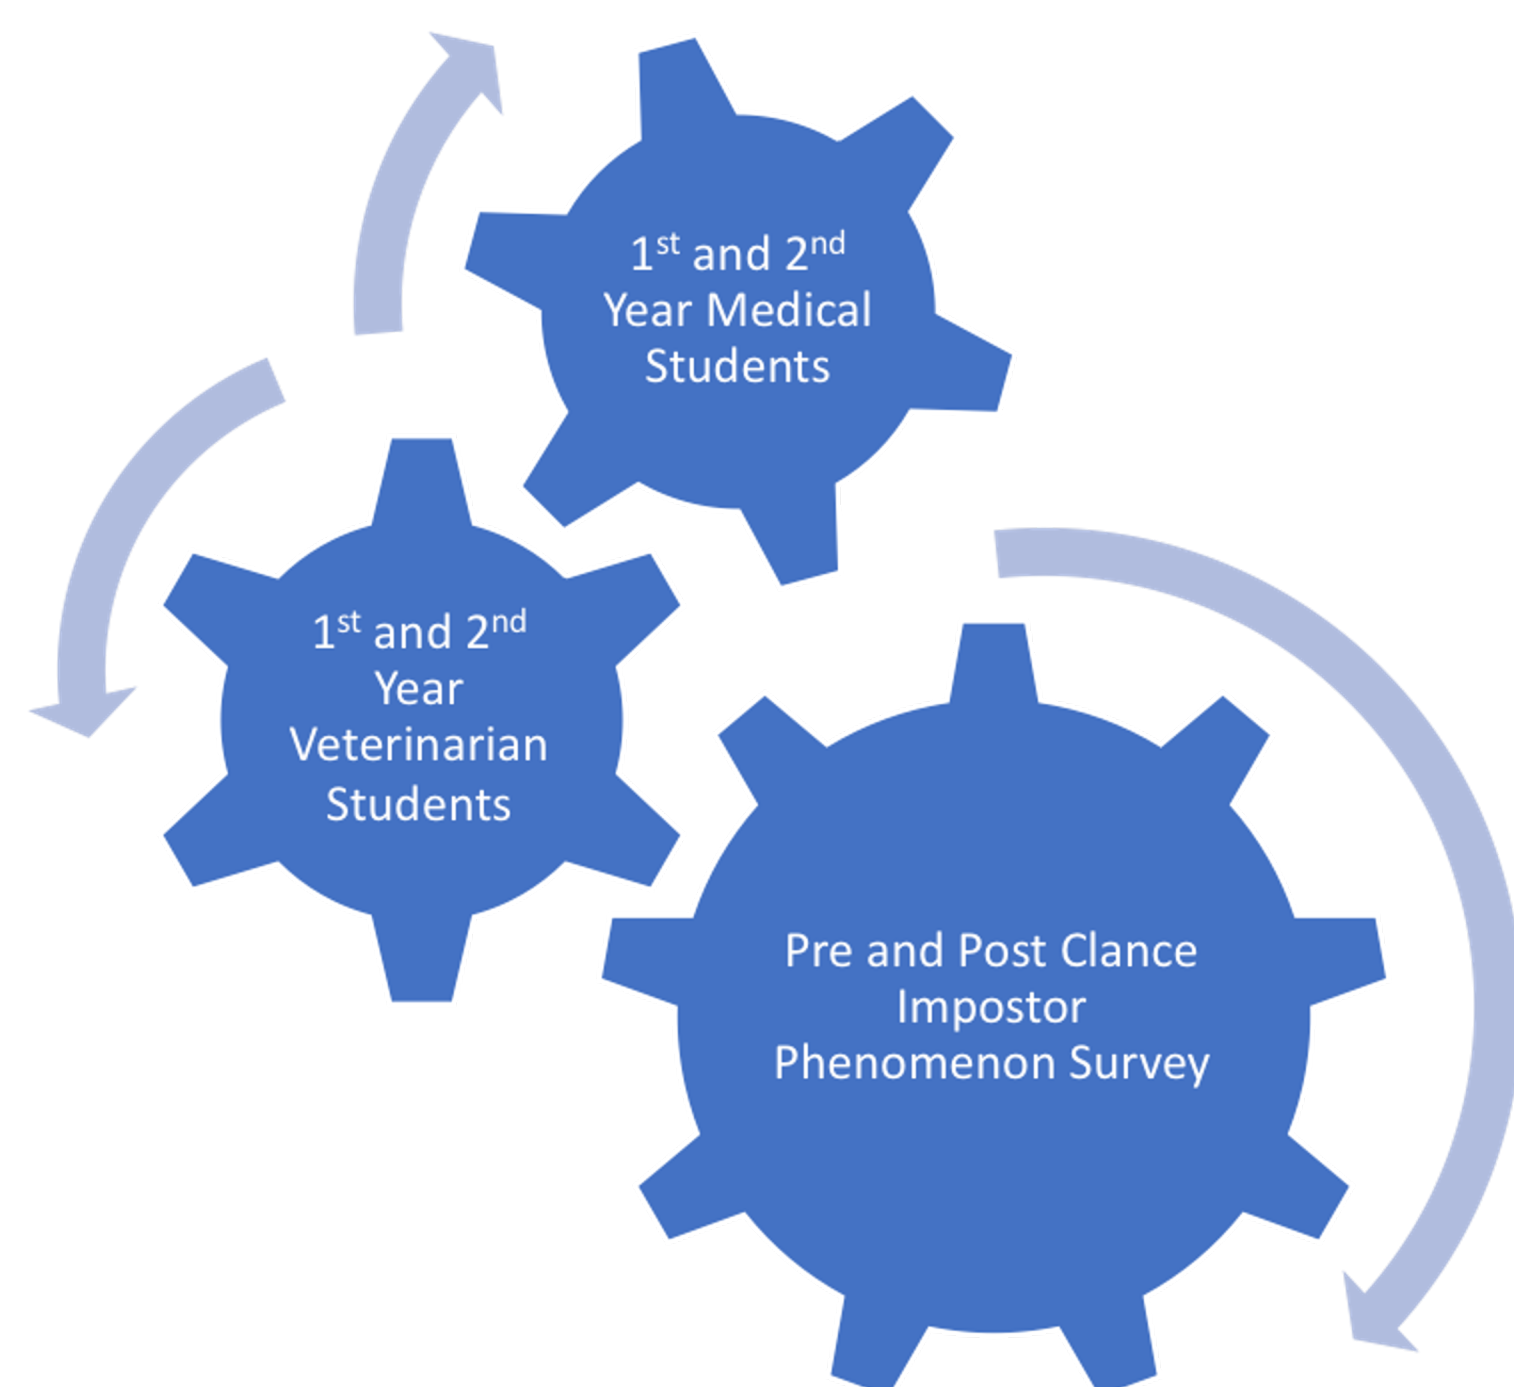 1st and 2nd
Year Medical
Students
1st and 2nd
Year
Veterinarian
Students
Pre and Post Clance
Impostor
Phenomenon Survey